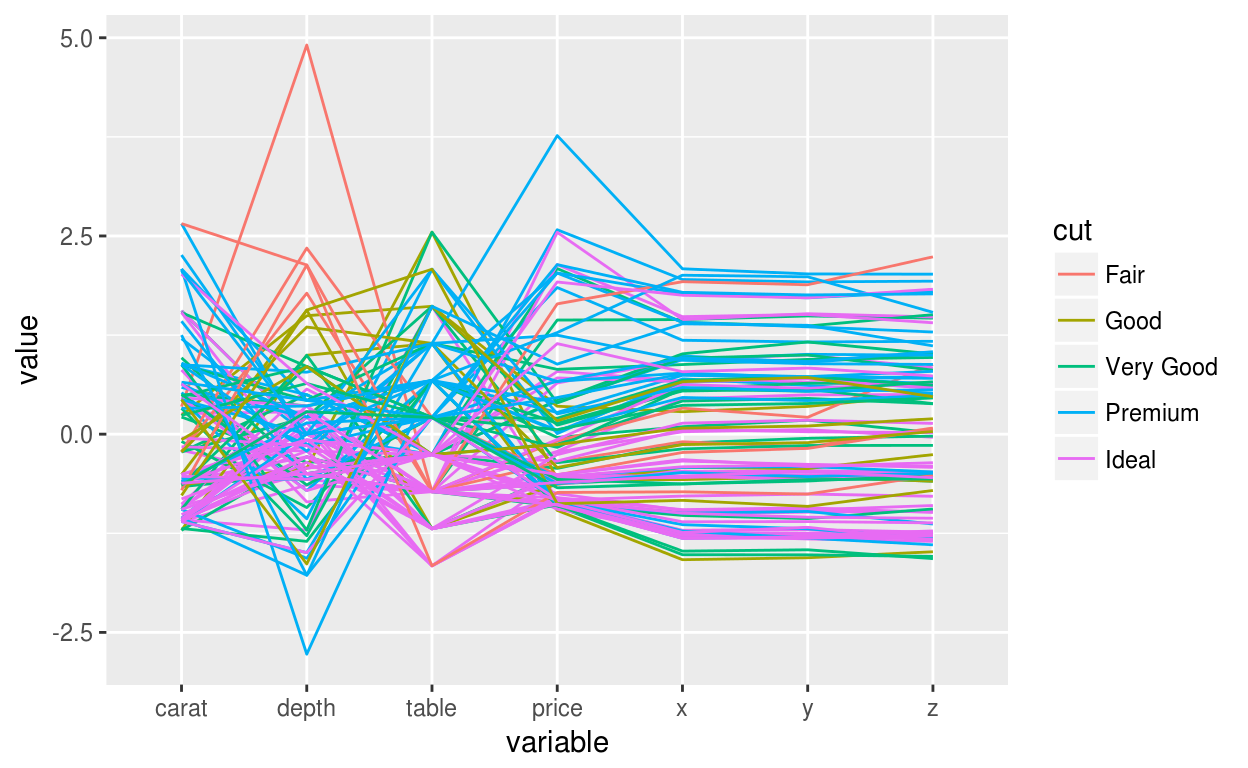 5.0
2.5
0.0
-2.5
value
carat depth table price x y z
variable
cut
Fair
Good
Very Good
Premium
Ideal